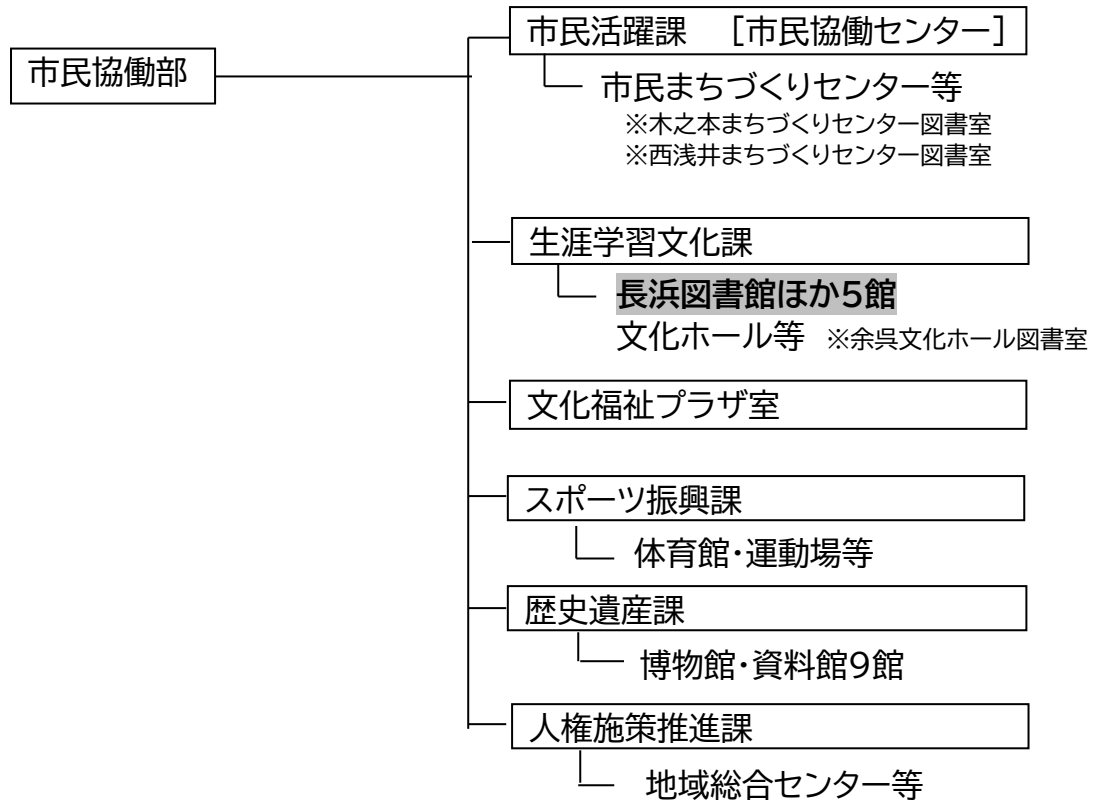 市民協働部
市民活躍課　[市民協働センター]
市民まちづくりセンター等
※木之本まちづくりセンター図書室
※西浅井まちづくりセンター図書室
生涯学習文化課
長浜図書館ほか5館
文化ホール等　※余呉文化ホール図書室
文化福祉プラザ室
スポーツ振興課
体育館・運動場等
歴史遺産課
博物館・資料館9館
人権施策推進課
地域総合センター等